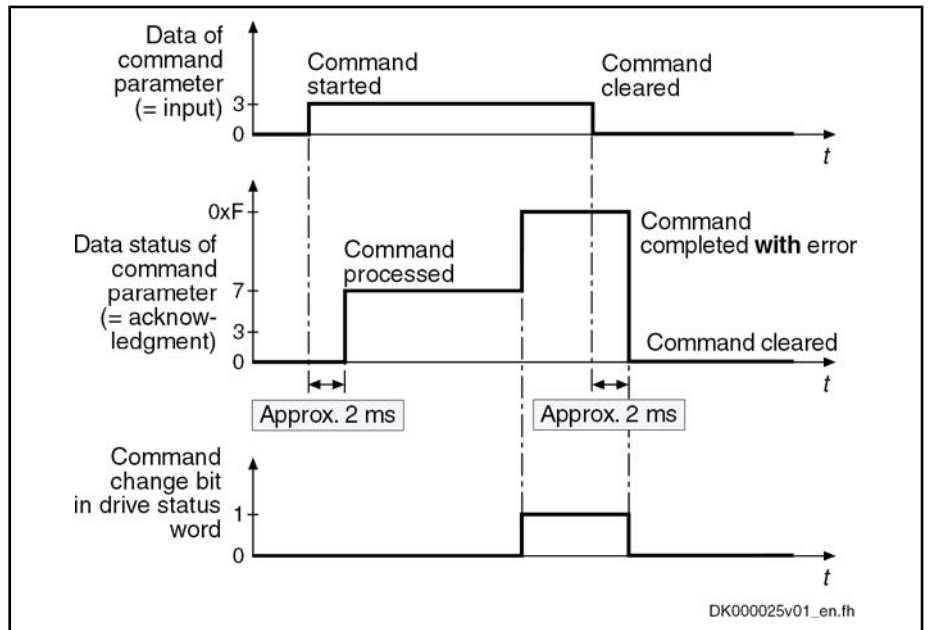 Data of
command
parameter
(= input)
Command
started
Command
cleared
3
0
t
0xF
Data status of
command
parameter
(= acknow-
ledgment)
Command
processed
Command
completed with error
7
3
0
Command cleared
t
Approx. 2 ms
Approx. 2 ms
Command
change bit
in drive status
word
1
0
t
DK000025v01_en.fh